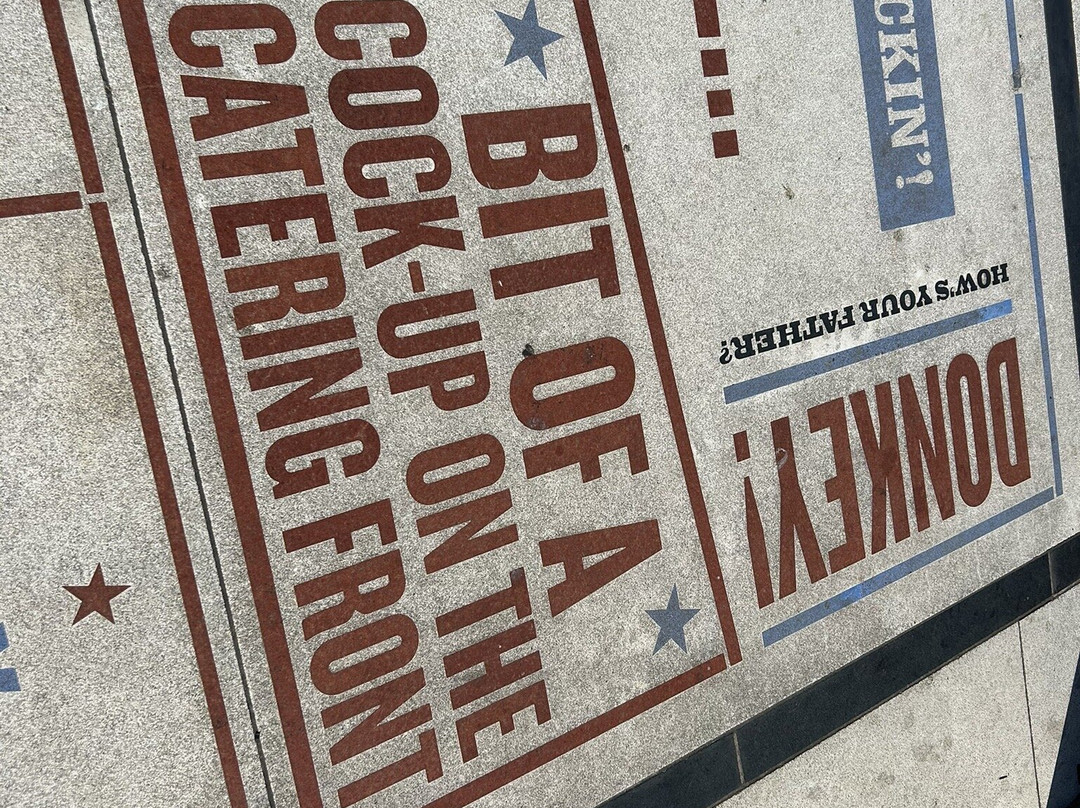 BIT OF A
COCK-UP ON THE
CATERING FRONT
CKIN'!
HOW'S YOUR FATHER?
DONKEY!